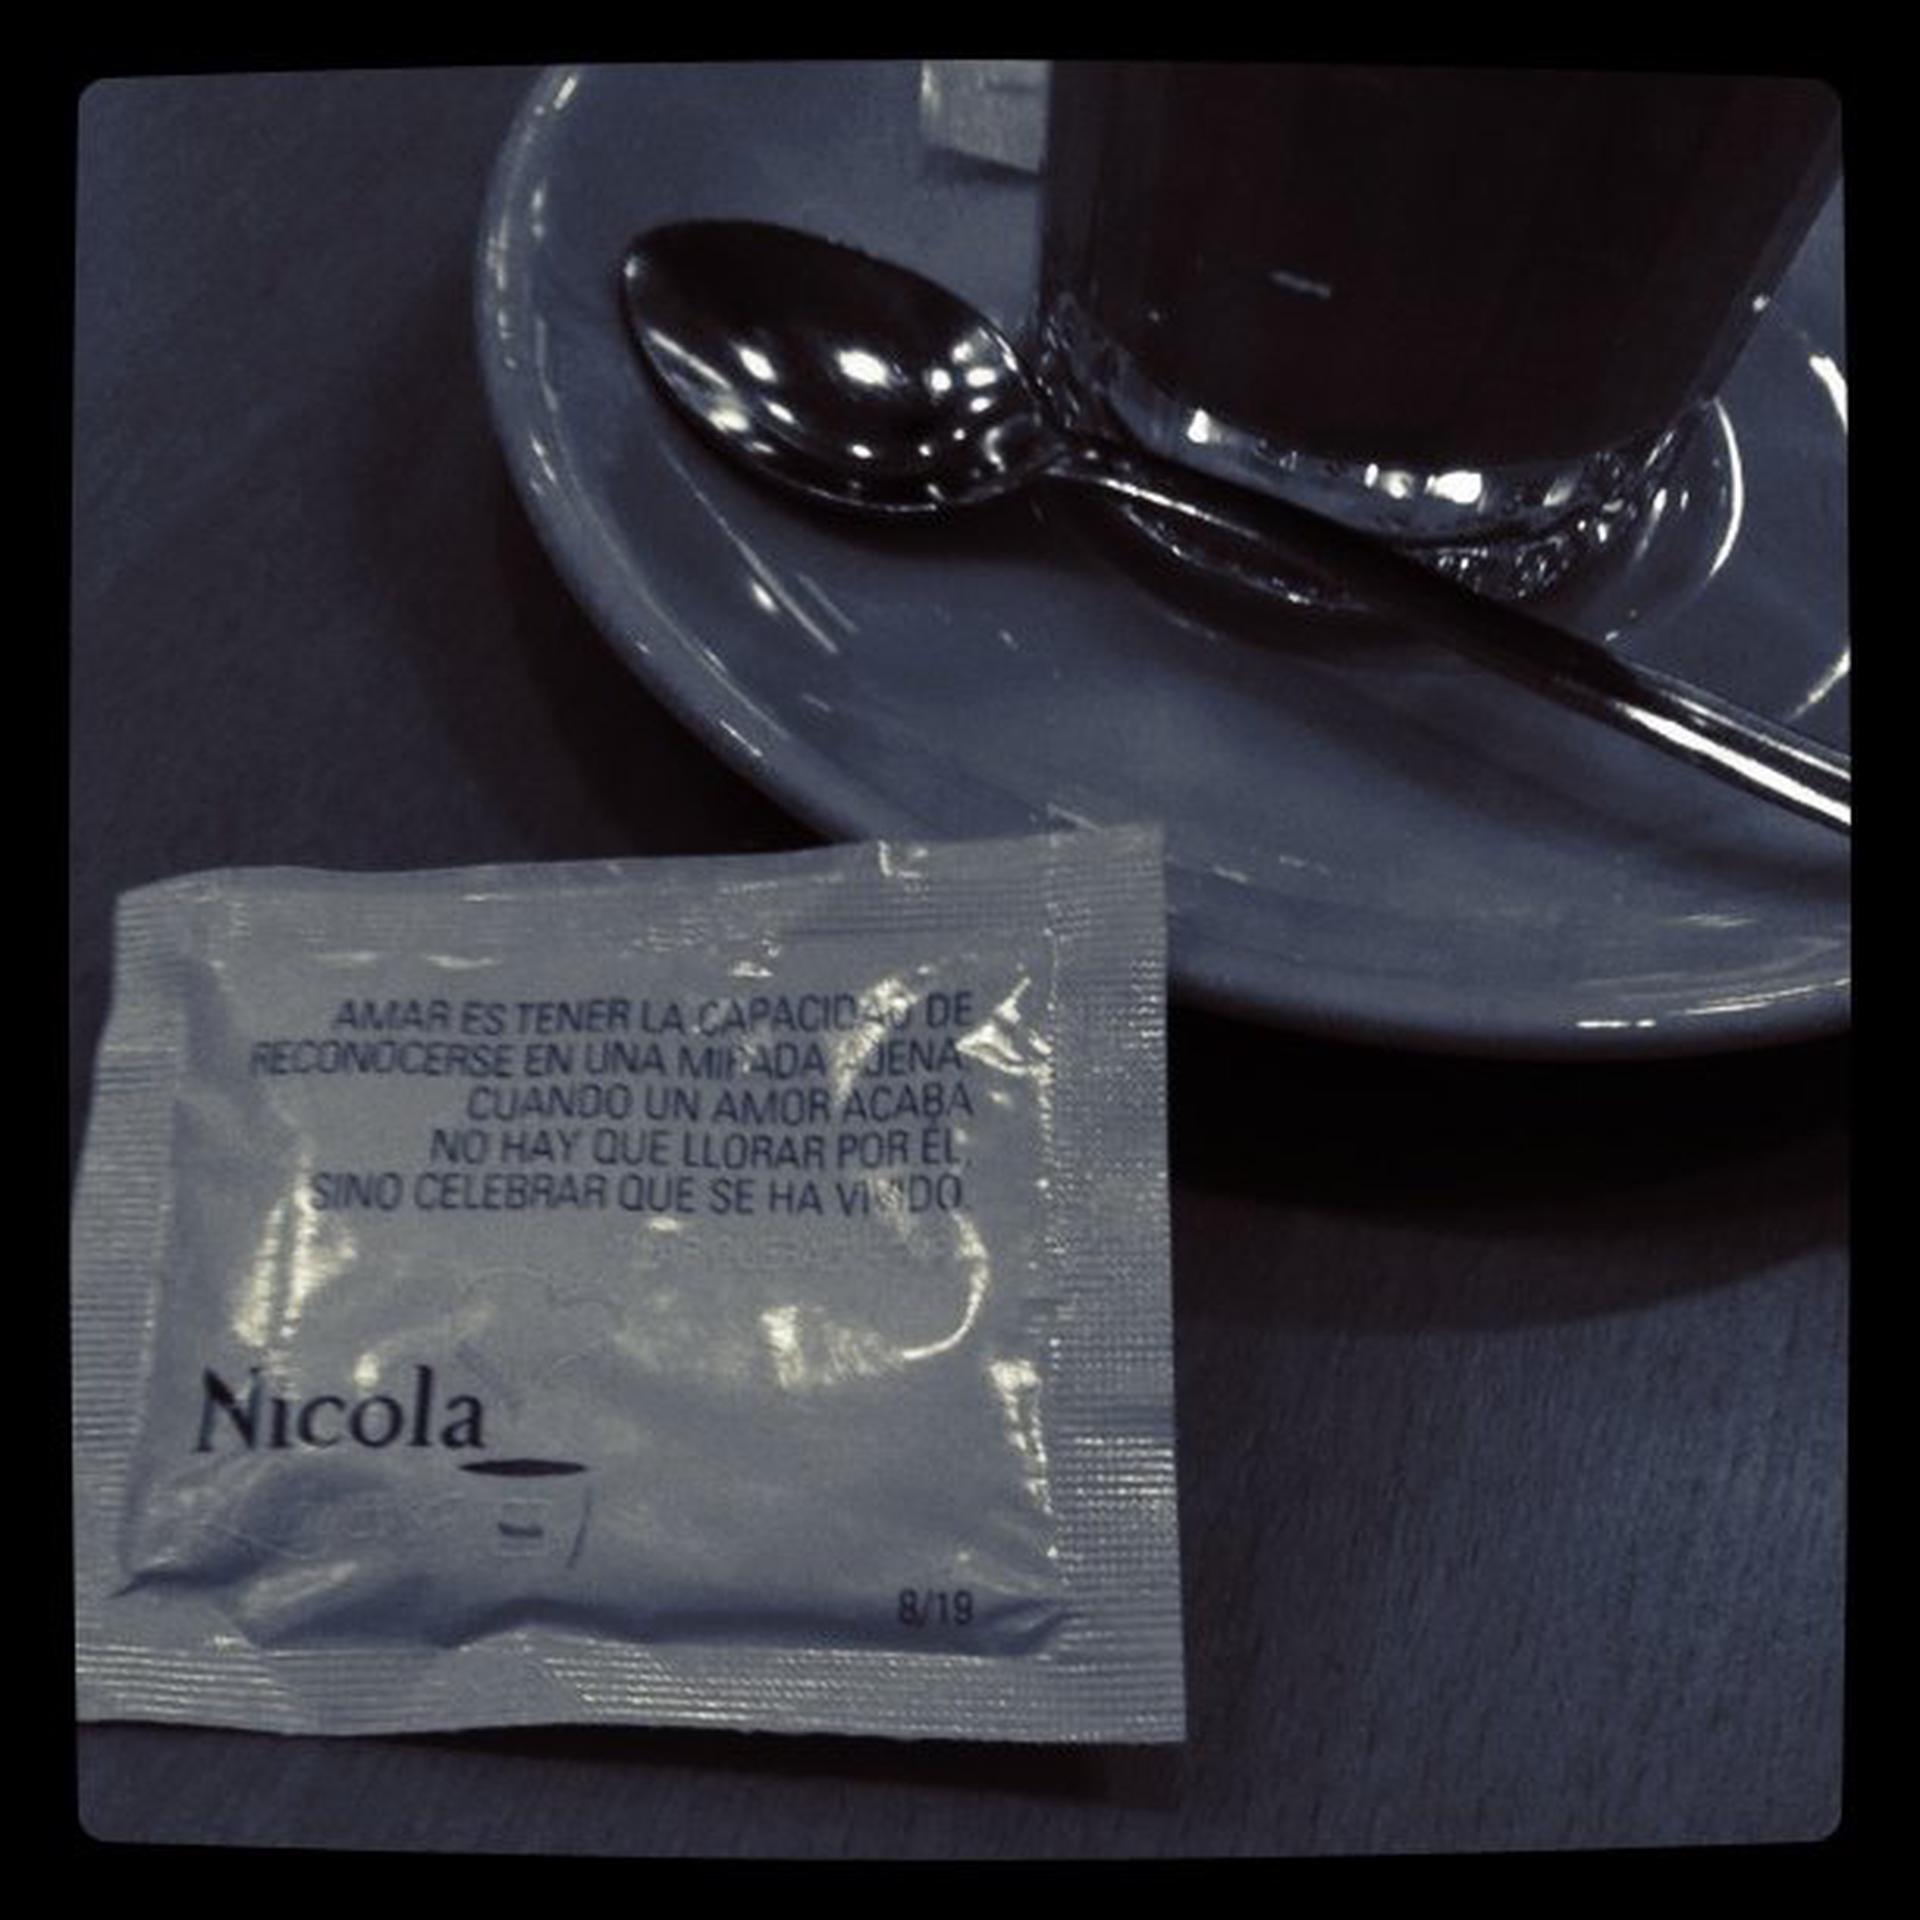 AMAR ES TENER LA CAPACIDAD DE
RECONOCERSE EN UNA MIRADA AJENA
CUANDO UN AMOR ACABA
NO HAY QUE LLORAR POR ÉL,
SINO CELEBRAR QUE SE HA VIVIDO.
Nicola
8/19